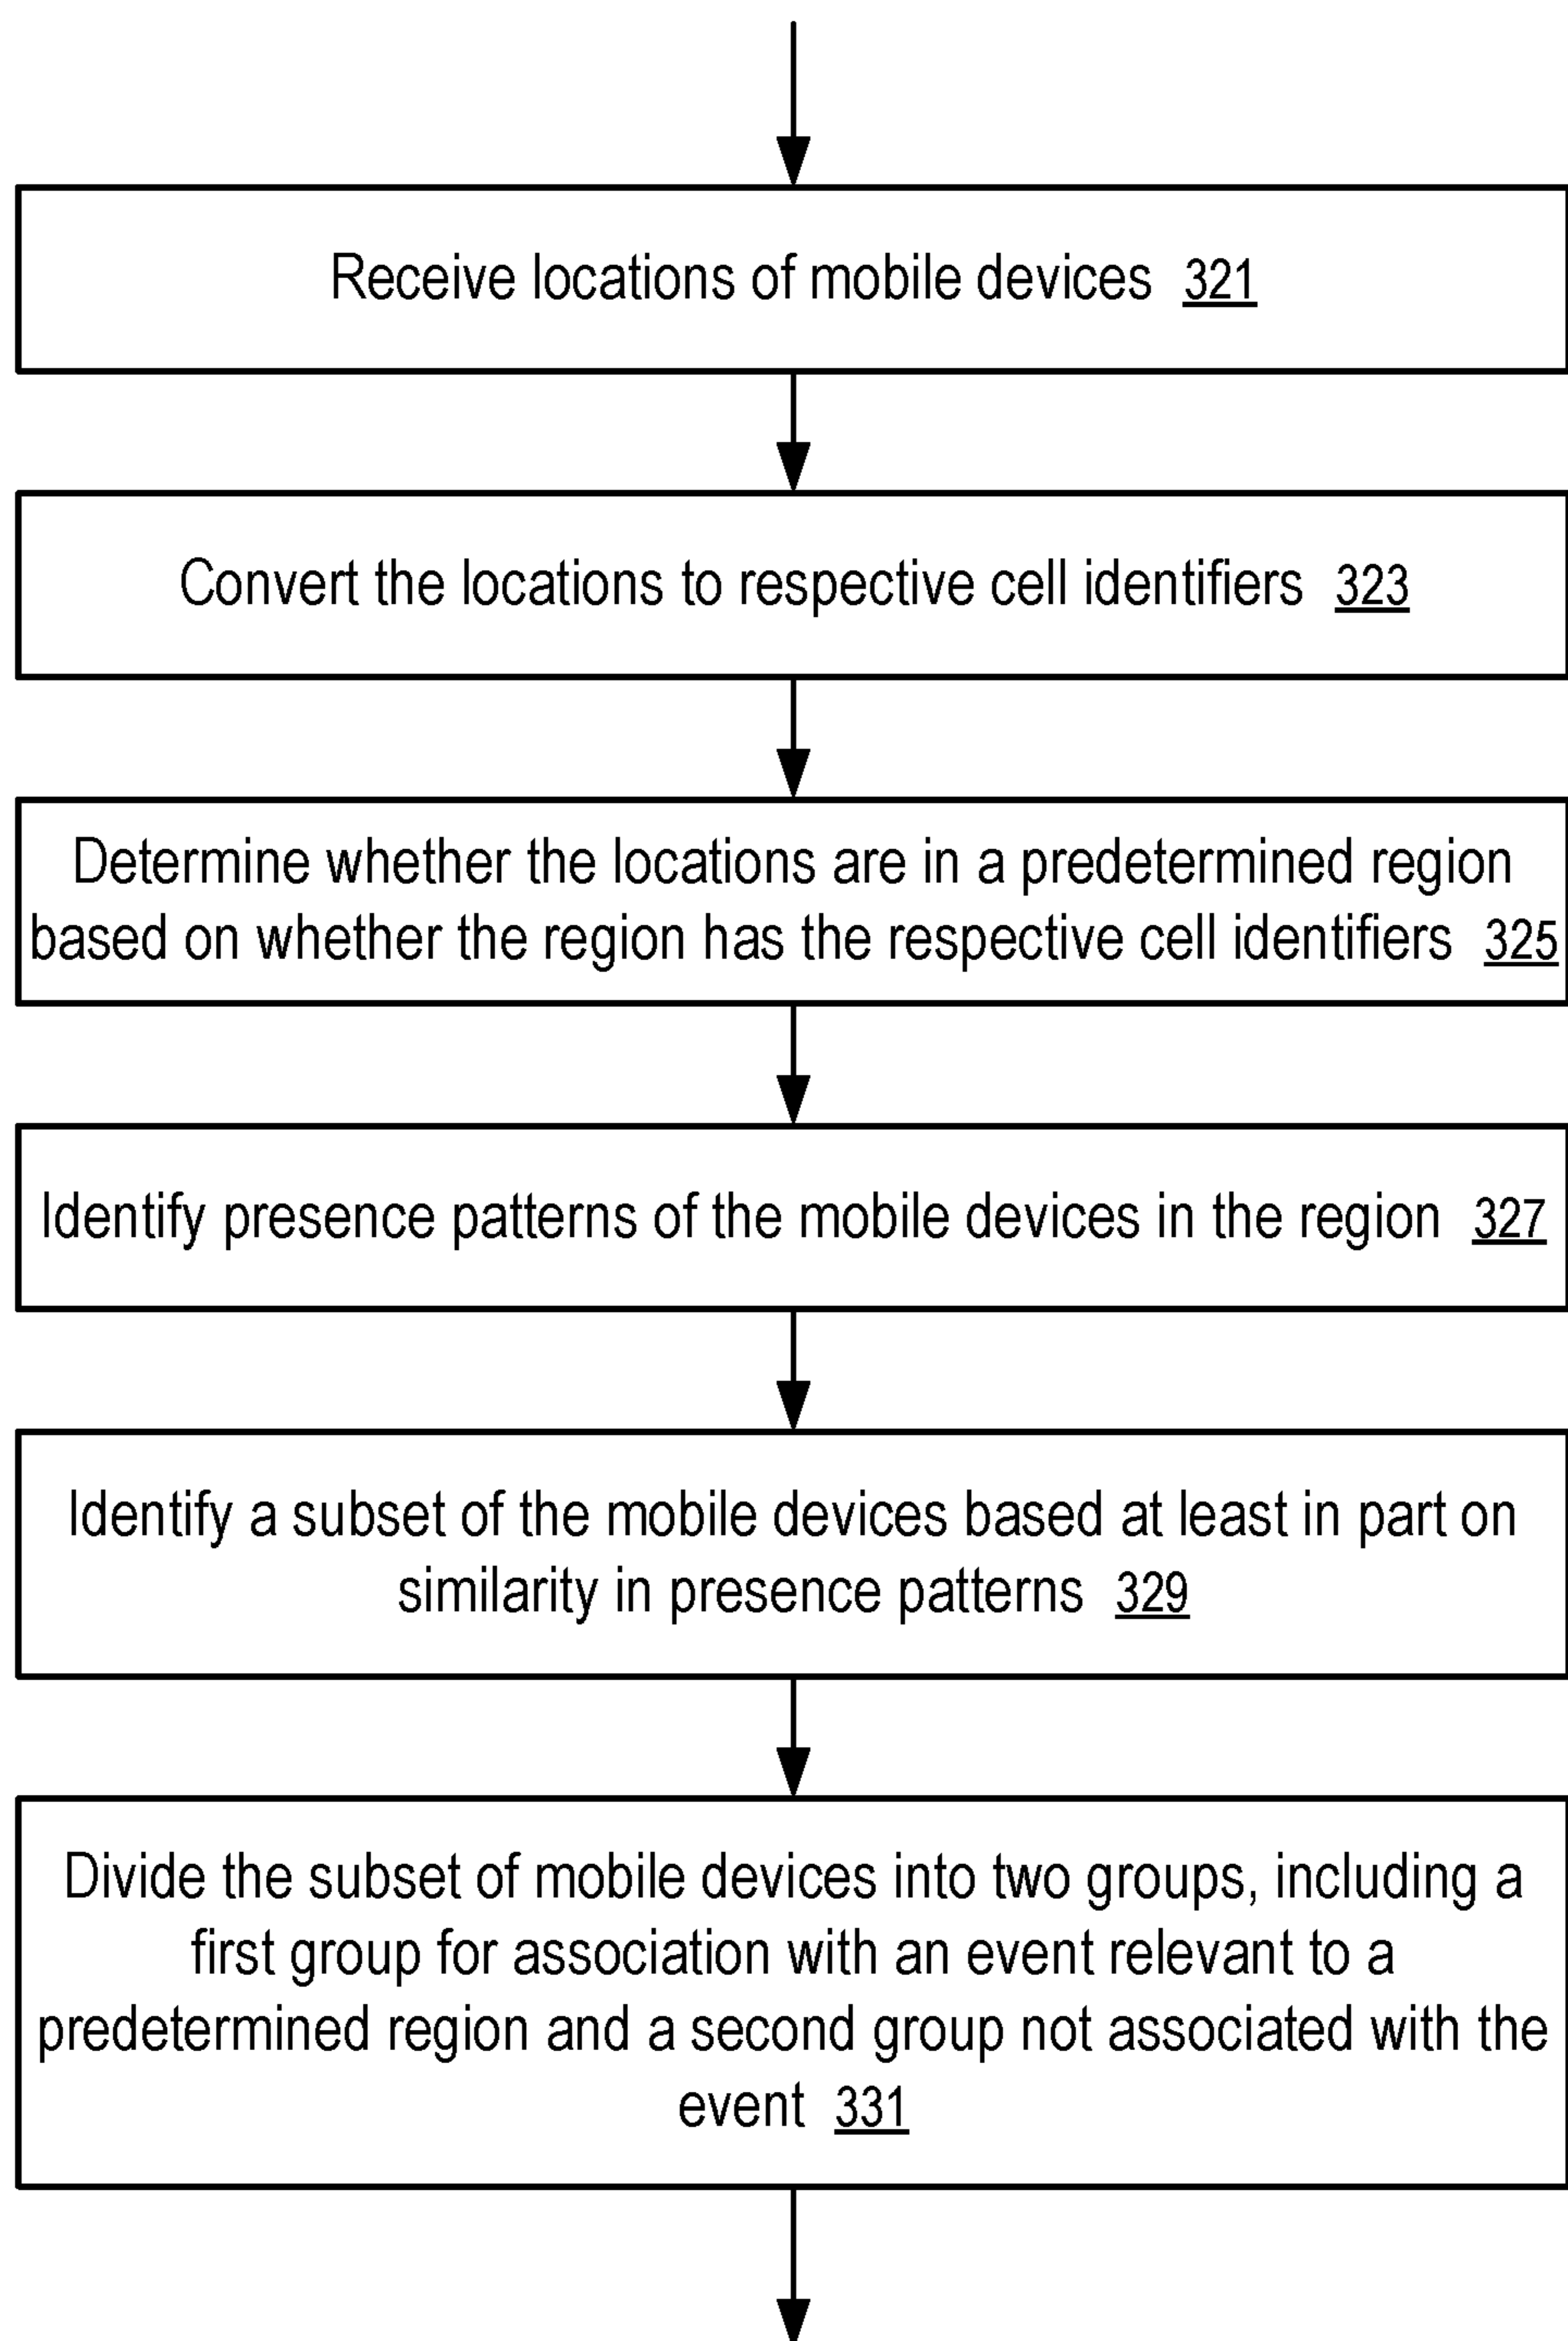 Receive locations of mobile devices 321
Convert the locations to respective cell identifiers 323
Determine whether the locations are in a predetermined region
based on whether the region has the respective cell identifiers 325
Identify presence patterns of the mobile devices in the region 327
Identify a subset of the mobile devices based at least in part on
similarity in presence patterns 329
Divide the subset of mobile devices into two groups, including a
first group for association with an event relevant to a
predetermined region and a second group not associated with the
event 331